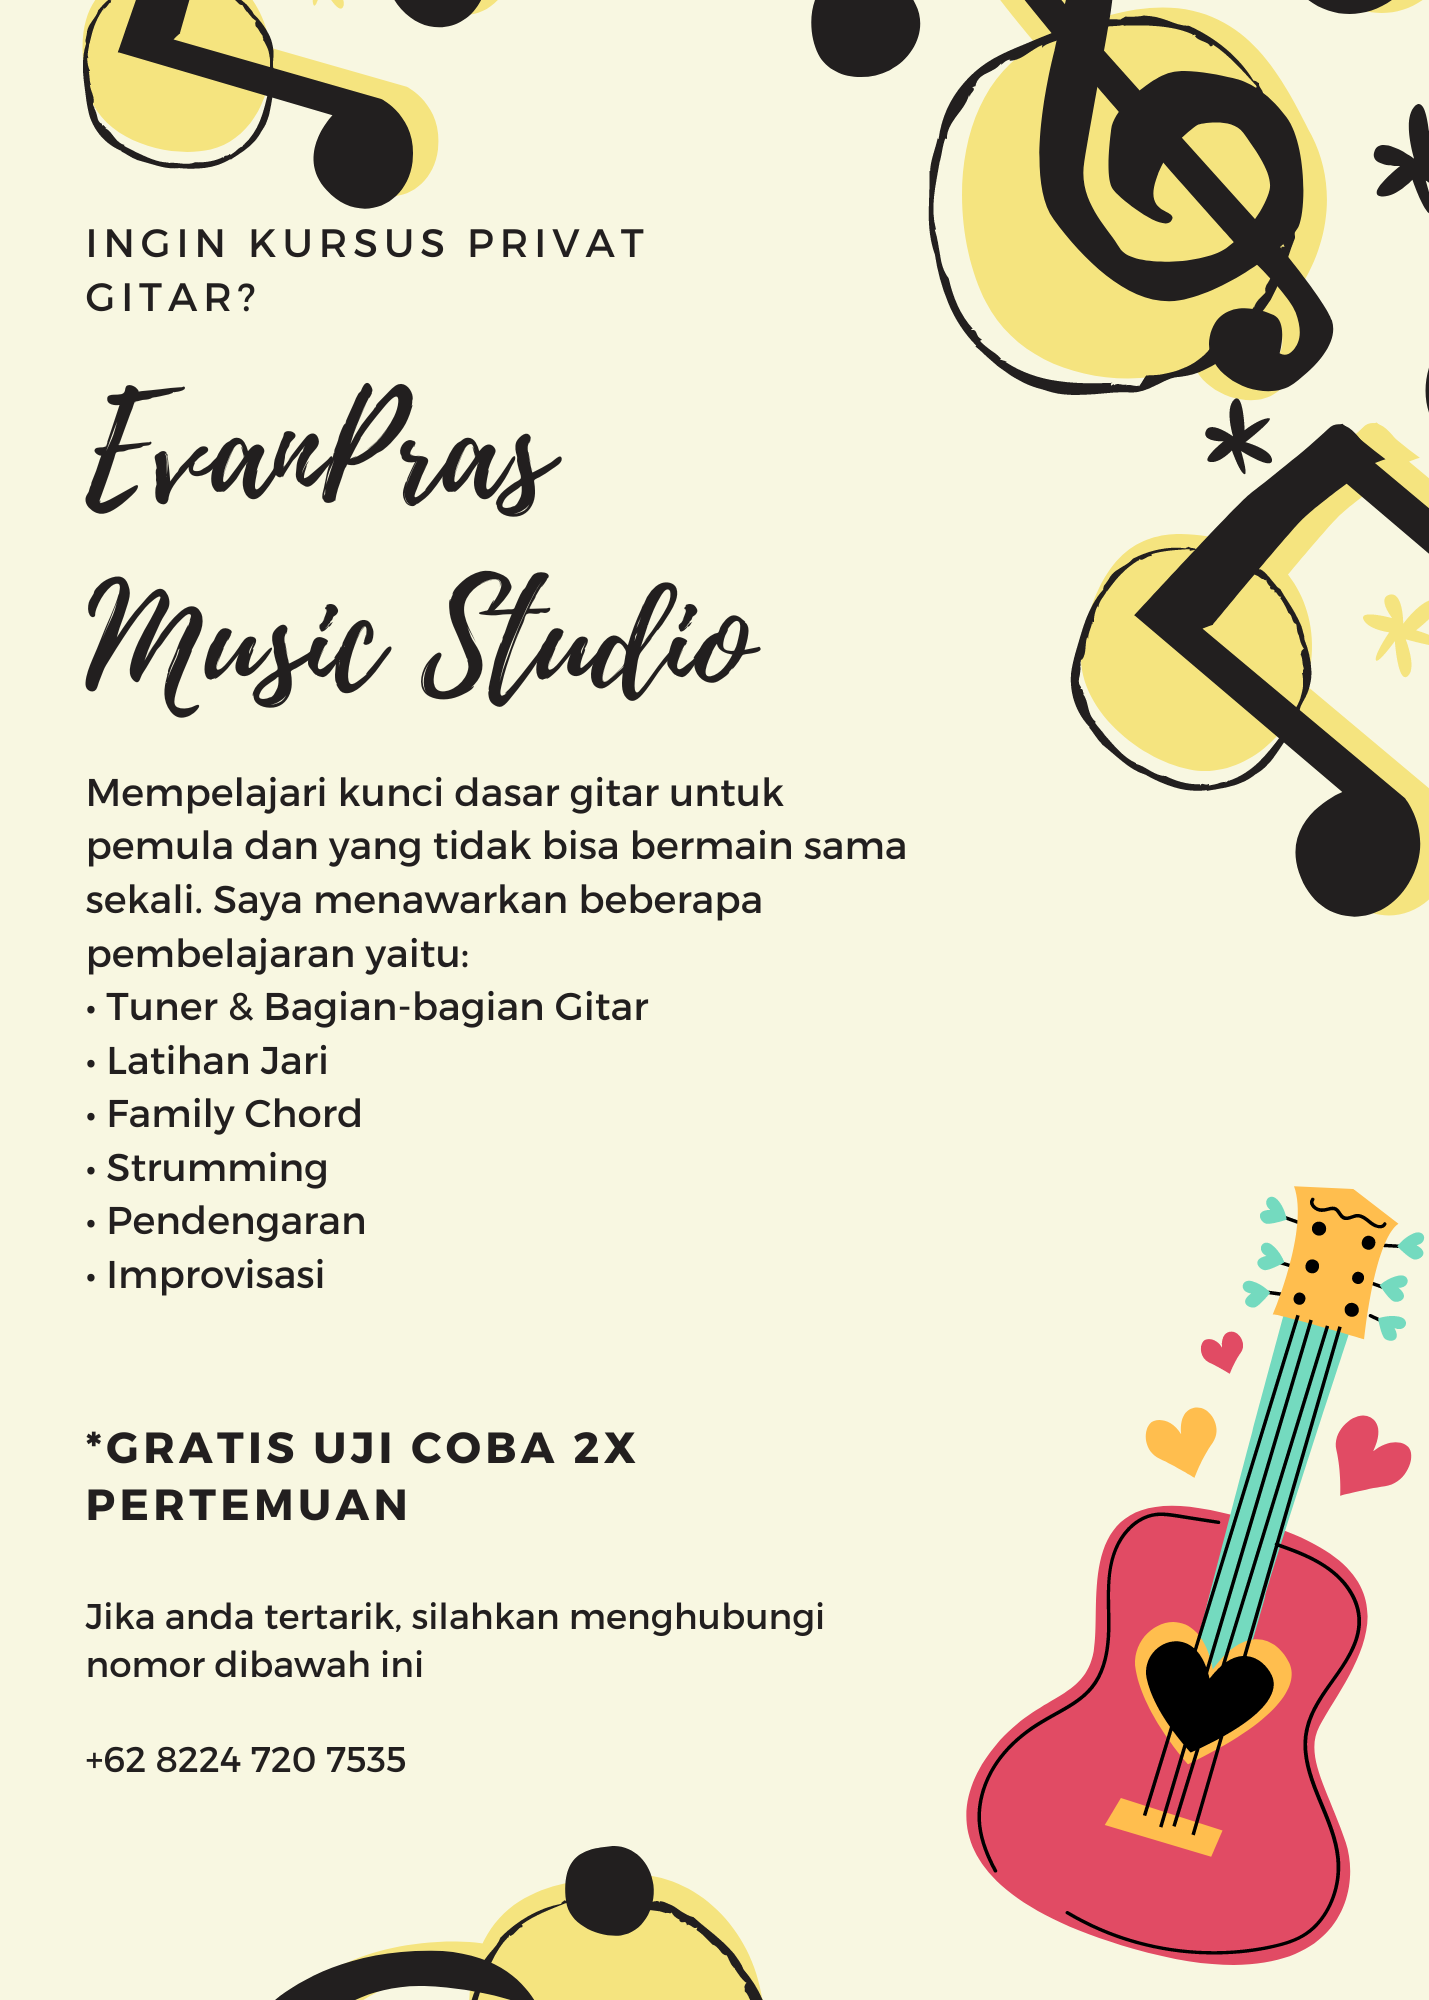 INGIN KURSUS PRIVAT
GITAR?
EvanPras
Music Studio
Mempelajari kunci dasar gitar untuk
pemula dan yang tidak bisa bermain sama
sekali. Saya menawarkan beberapa
pembelajaran yaitu:
• Tuner & Bagian-bagian Gitar
• Latihan Jari
• Family Chord
• Strumming
• Pendengaran
• Improvisasi
*GRATIS UJI COBA 2X
PERTEMUAN
Jika anda tertarik, silahkan menghubungi
nomor dibawah ini
+62 8224 720 7535